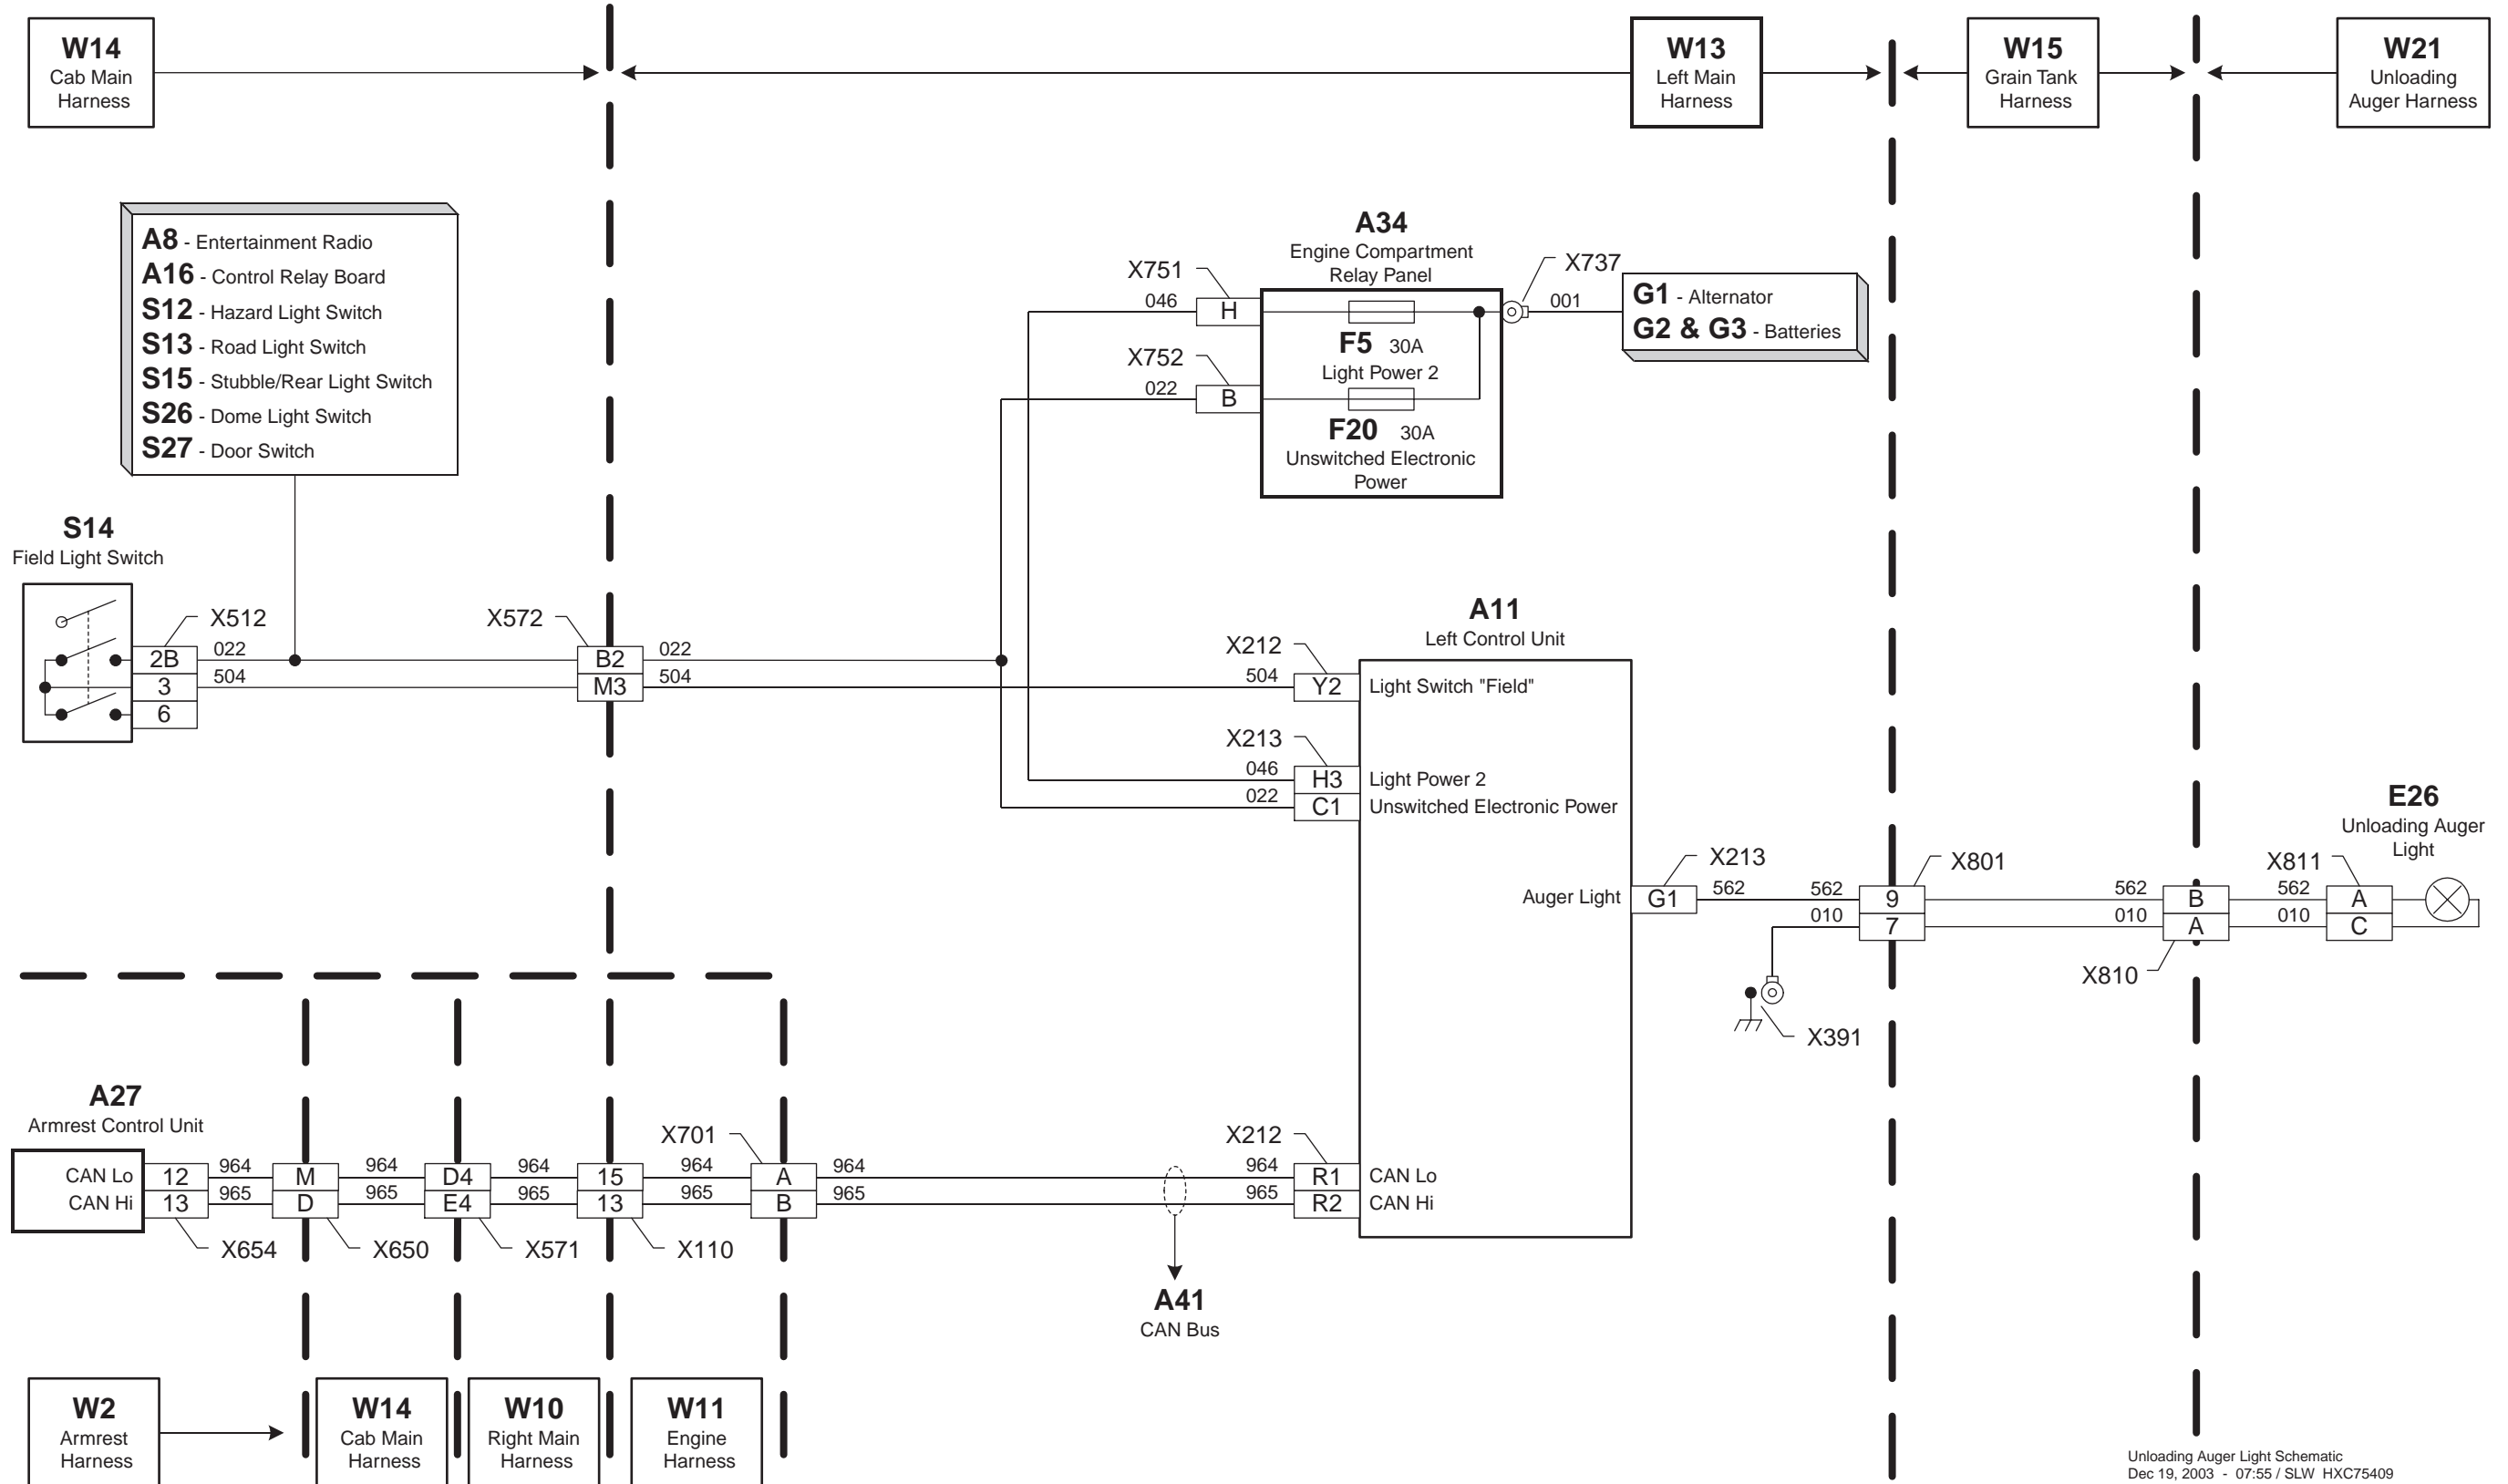 W14
Cab Main
Harness
W13
Left Main
Harness
W15
Grain Tank
Harness
W21
Unloading
Auger Harness
A8 - Entertainment Radio
A16 - Control Relay Board
S12 - Hazard Light Switch
S13 - Road Light Switch
S15 - Stubble/Rear Light Switch
S26 - Dome Light Switch
S27 - Door Switch
A34
Engine Compartment
Relay Panel
X751
046
H
X752
022
B
F5 30A
Light Power 2
F20 30A
Unswitched Electronic
Power
X737
001
G1 - Alternator
G2 & G3 - Batteries
S14
Field Light Switch
X512
2B
022
3
504
6
X572
B2
022
M3
504
A11
Left Control Unit
X212
504
Y2
Light Switch "Field"
X213
046
H3
Light Power 2
022
C1
Unswitched Electronic Power
Auger Light
G1
X213
562
562
9
X801
010
7
X391
562
B
010
A
X810
562
A
X811
010
C
E26
Unloading Auger
Light
A27
Armrest Control Unit
CAN Lo
12
964
M
964
D4
964
15
964
A
964
CAN Hi
13
965
D
965
E4
965
13
965
B
965
X654
X650
X571
X110
X701
X212
964
R1
CAN Lo
965
R2
CAN Hi
A41
CAN Bus
W2
Armrest
Harness
W14
Cab Main
Harness
W10
Right Main
Harness
W11
Engine
Harness
Unloading Auger Light Schematic
Dec 19, 2003 - 07:55 / SLW HXC75409